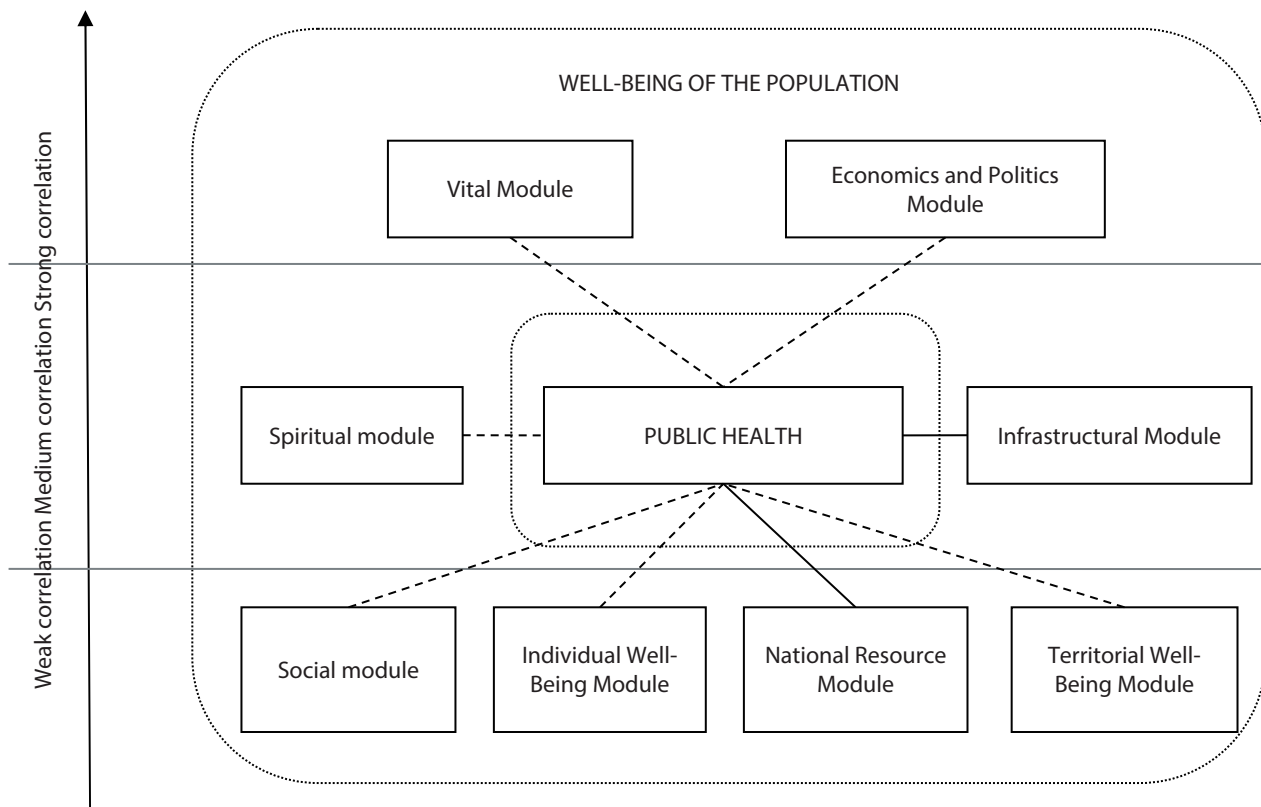 WELL-BEING OF THE POPULATION
Vital Module
Economics and Politics
Module
Weak correlation Medium correlation Strong correlation
Spiritual module
PUBLIC HEALTH
Infrastructural Module
Social module
Individual Well-
Being Module
National Resource
Module
Territorial Well-
Being Module